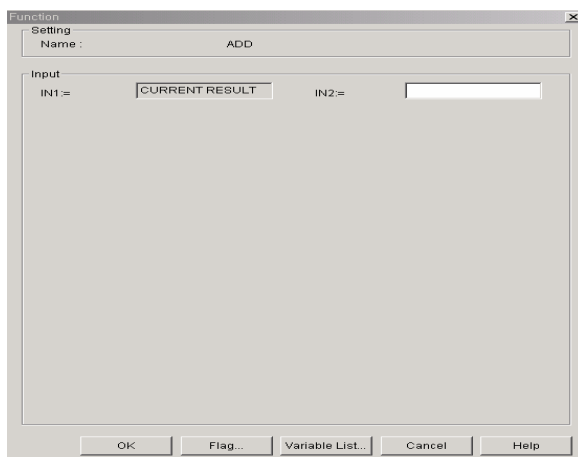 Function
Setting
Name : ADD
Input
IN1:= CURRENT RESULT IN2:=
OK Flag... Variable List... Cancel Help